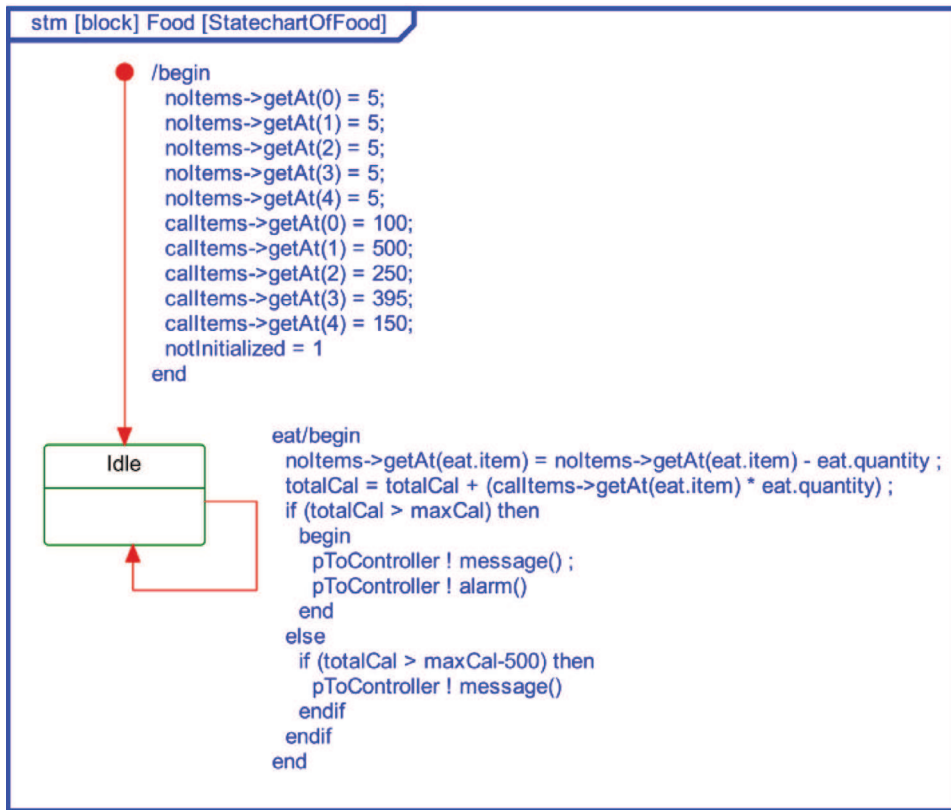 stm [block] Food [StatechartOfFood]
/begin
noItems->getAt(0) = 5;
noItems->getAt(1) = 5;
noItems->getAt(2) = 5;
noItems->getAt(3) = 5;
noItems->getAt(4) = 5;
calItems->getAt(0) = 100;
calItems->getAt(1) = 500;
calItems->getAt(2) = 250;
calItems->getAt(3) = 395;
calItems->getAt(4) = 150;
notInitialized = 1
end
Idle
eat/begin
noItems->getAt(eat.item) = noItems->getAt(eat.item) - eat.quantity ;
totalCal = totalCal + (calItems->getAt(eat.item) * eat.quantity) ;
if (totalCal > maxCal) then
begin
pToController ! message() ;
pToController ! alarm()
end
else
if (totalCal > maxCal-500) then
pToController ! message()
endif
endif
end